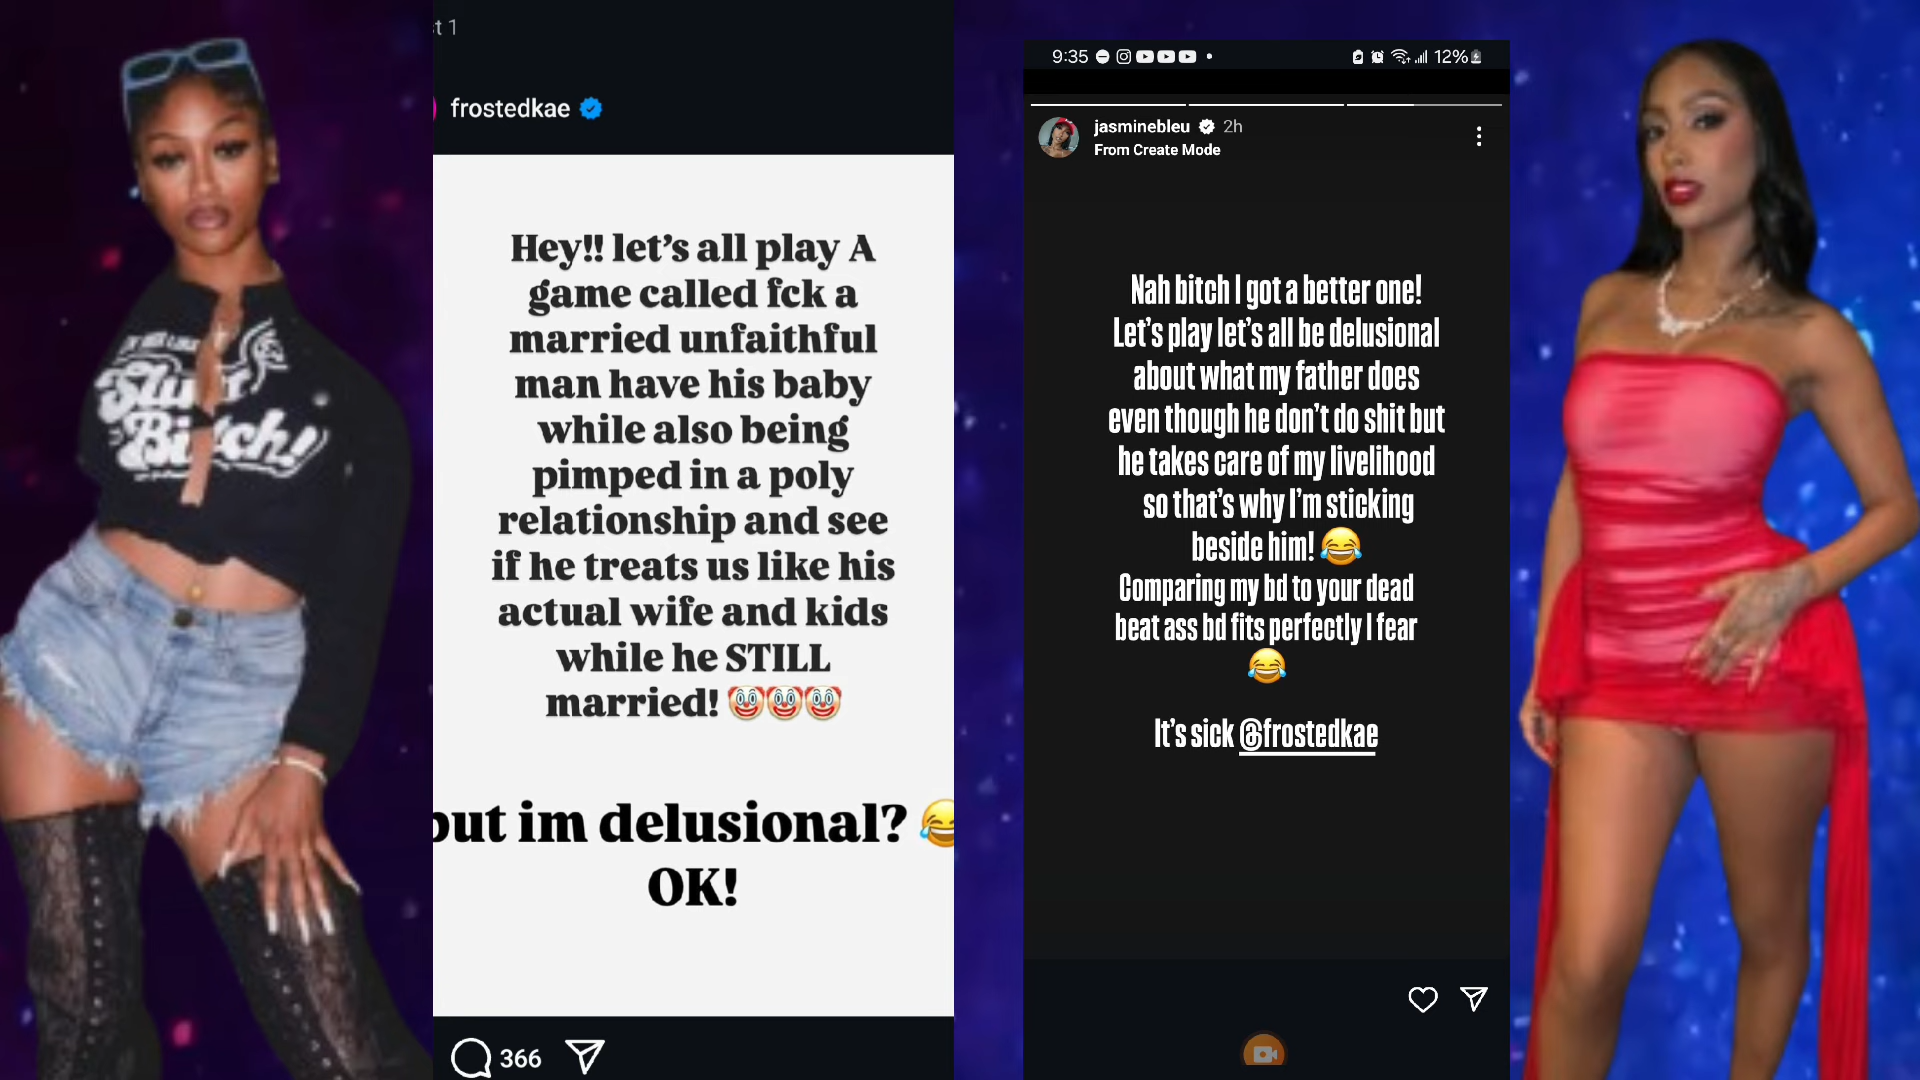 st 1
frostedkae
Hey!! let's all play A
game called fck a
married unfaithful
man have his baby
while also being
pimped in a poly
relationship and see
if he treats us like his
actual wife and kids
while he STILL
married! 🤡🤡🤡
but im delusional? 😂
OK!
366
9:35
12%
jasminebleu 2h
From Create Mode
Nah bitch I got a better one!
Let's play let's all be delusional
about what my father does
even though he don't do shit but
he takes care of my livelihood
so that's why I'm sticking
beside him! 😂
Comparing my bd to your dead
beat ass bd fits perfectly I fear
😂
It's sick @frostedkae